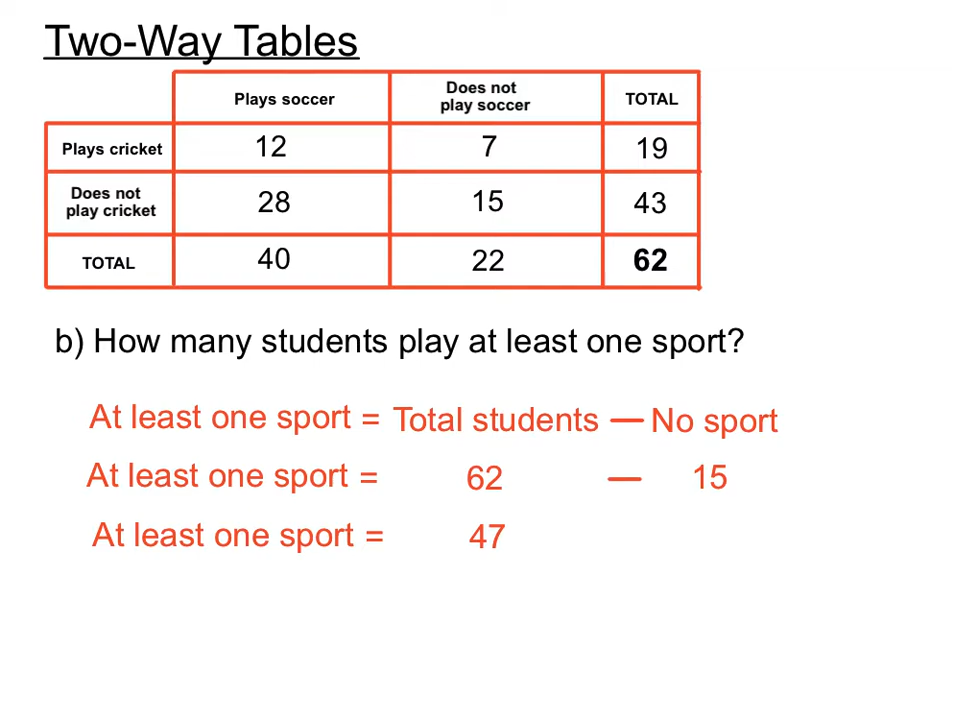 Two-Way Tables
Plays soccer Does not play soccer TOTAL
Plays cricket 12 7 19
Does not play cricket 28 15 43
TOTAL 40 22 62
b) How many students play at least one sport?
At least one sport = Total students — No sport
At least one sport = 62 — 15
At least one sport = 47